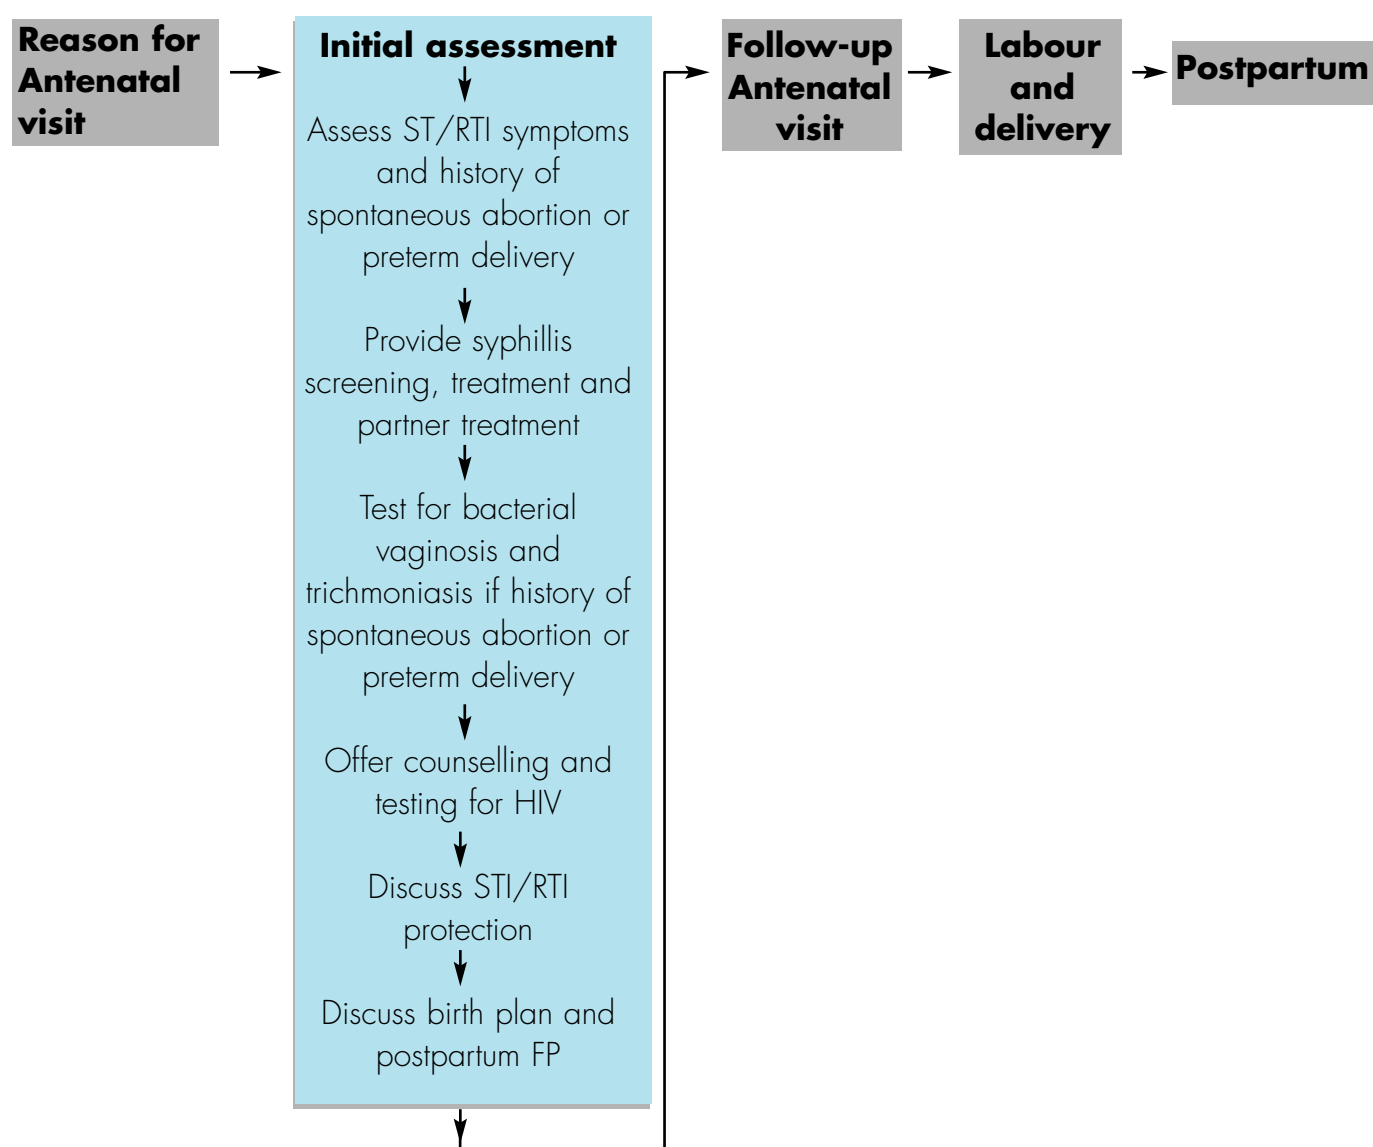 Reason for
Antenatal
visit
Initial assessment
Assess ST/RTI symptoms
and history of
spontaneous abortion or
preterm delivery
Provide syphillis
screening, treatment and
partner treatment
Test for bacterial
vaginosis and
trichmoniasis if history of
spontaneous abortion or
preterm delivery
Offer counselling and
testing for HIV
Discuss STI/RTI
protection
Discuss birth plan and
postpartum FP
Follow-up
Antenatal
visit
Labour
and
delivery
Postpartum